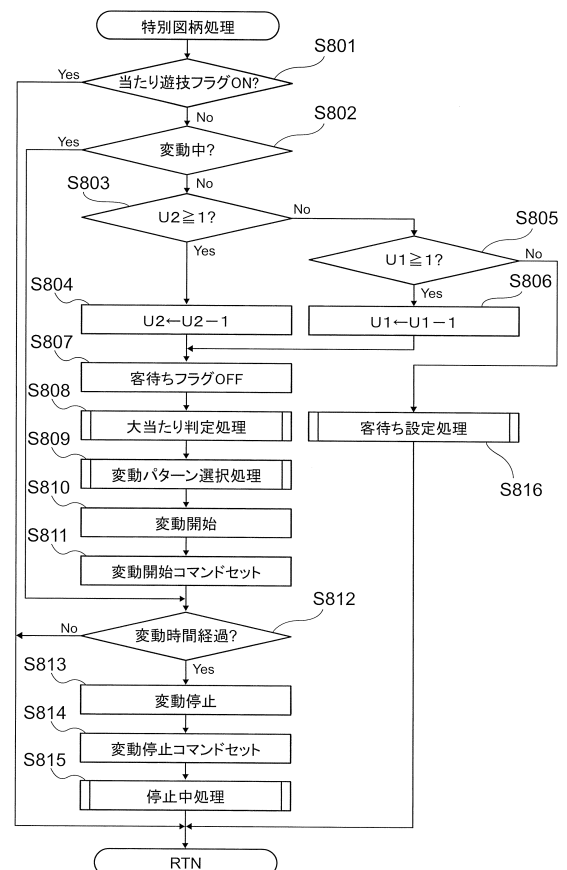 特別図柄処理
S801
当たり遊技フラグON?
Yes
No
S802
変動中?
Yes
No
S803
U2≧1?
No
Yes
S805
U1≧1?
No
Yes
S804
U2←U2－1
S806
U1←U1－1
S807
客待ちフラグOFF
S808
大当たり判定処理
客待ち設定処理
S816
S809
変動パターン選択処理
S810
変動開始
S811
変動開始コマンドセット
S812
変動時間経過?
No
Yes
S813
変動停止
S814
変動停止コマンドセット
S815
停止中処理
RTN